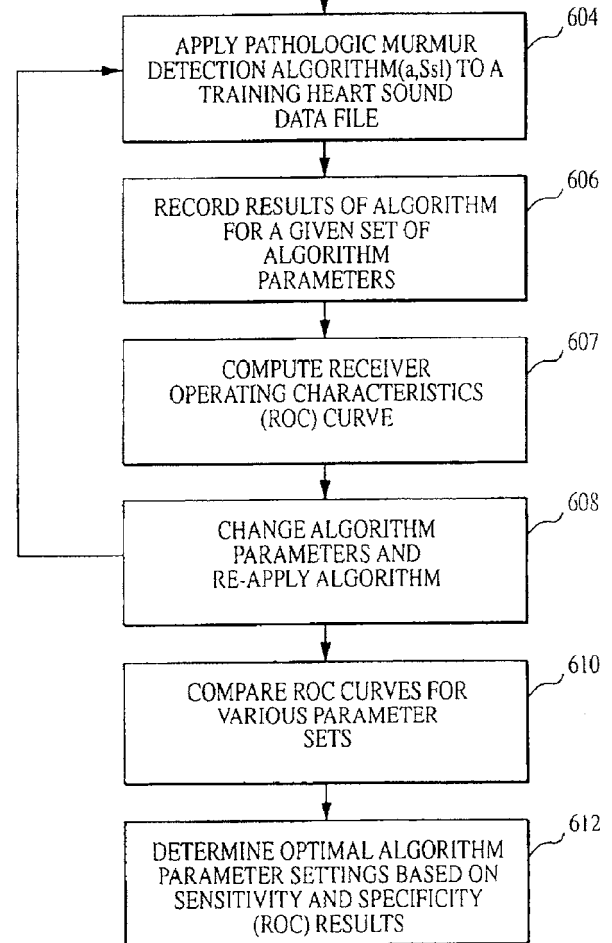 604
APPLY PATHOLOGIC MURMUR
DETECTION ALGORITHM(a,Ssl) TO A
TRAINING HEART SOUND
DATA FILE
606
RECORD RESULTS OF ALGORITHM
FOR A GIVEN SET OF
ALGORITHM
PARAMETERS
607
COMPUTE RECEIVER
OPERATING CHARACTERISTICS
(ROC) CURVE
608
CHANGE ALGORITHM
PARAMETERS AND
RE-APPLY ALGORITHM
610
COMPARE ROC CURVES FOR
VARIOUS PARAMETER
SETS
612
DETERMINE OPTIMAL ALGORITHM
PARAMETER SETTINGS BASED ON
SENSITIVITY AND SPECIFICITY
(ROC) RESULTS